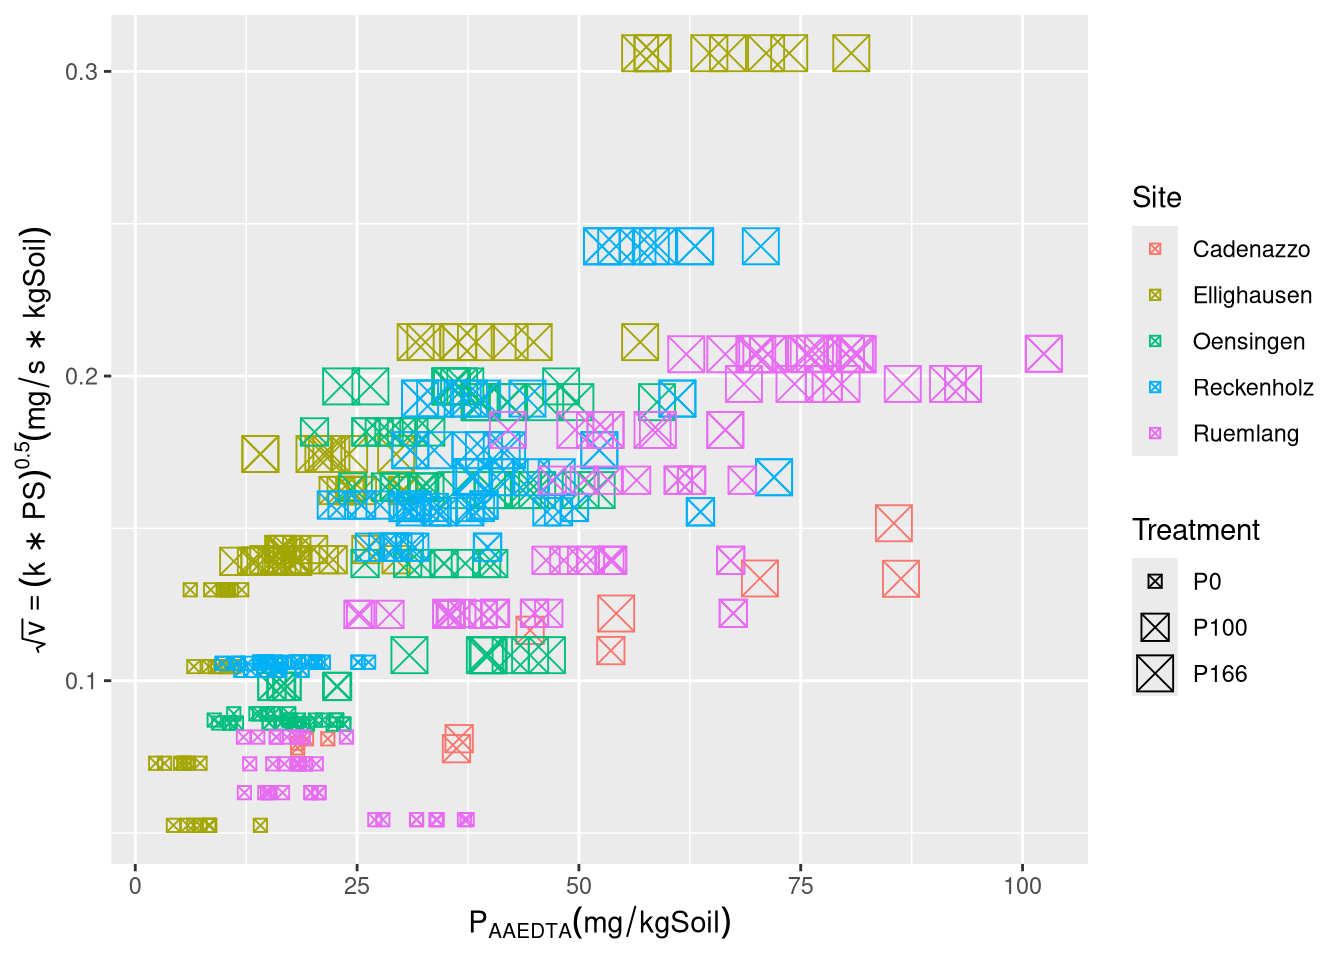 0.3
0.2
0.1
√v = (k ∗ PS)^0.5(mg/s ∗ kgSoil)
0 25 50 75 100
P_AAEDTA(mg/kgSoil)
Site
Cadenazzo
Ellighausen
Oensingen
Reckenholz
Ruemlang
Treatment
P0
P100
P166